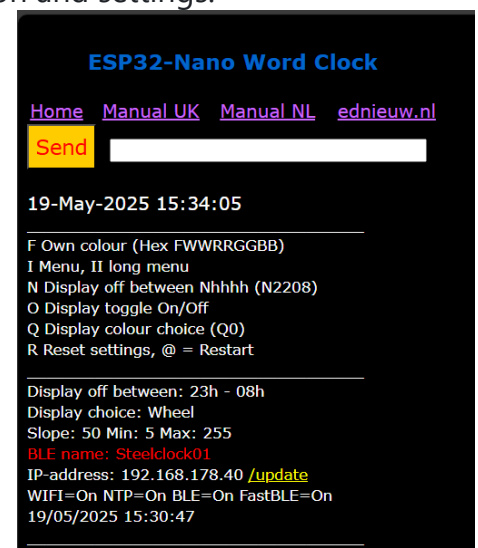 on and settings.
ESP32-Nano Word Clock
Home Manual UK Manual NL ednieuw.nl
Send
19-May-2025 15:34:05
F Own colour (Hex FWWRRGGBB)
I Menu, II long menu
N Display off between Nhhhh (N2208)
O Display toggle On/Off
Q Display colour choice (Q0)
R Reset settings, @ = Restart
Display off between: 23h - 08h
Display choice: Wheel
Slope: 50 Min: 5 Max: 255
BLE name: Steelclock01
IP-address: 192.168.178.40 /update
WIFI=On NTP=On BLE=On FastBLE=On
19/05/2025 15:30:47